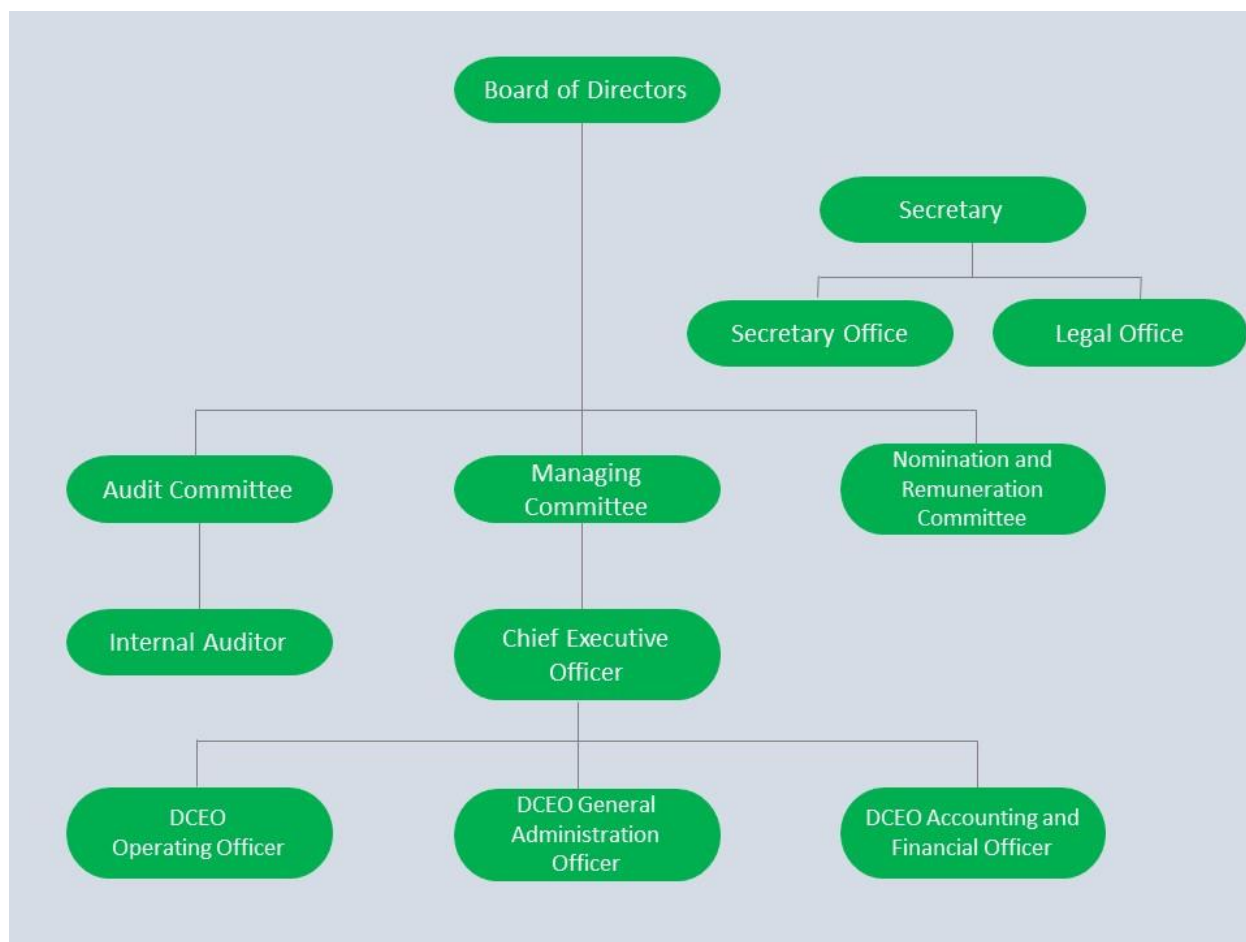 Board of Directors
Secretary
Secretary Office
Legal Office
Audit Committee
Managing
Committee
Nomination and
Remuneration
Committee
Internal Auditor
Chief Executive
Officer
DCEO
Operating Officer
DCEO General
Administration
Officer
DCEO Accounting and
Financial Officer